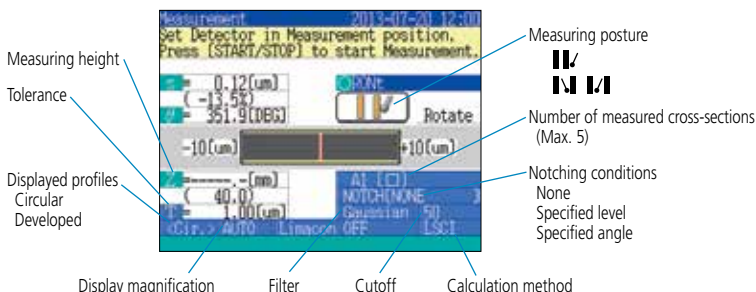 Measurement 2013-07-20 12:00
Set Detector in Measurement position.
Press [START/STOP] to start Measurement.
= 0.12[um]
( -13.5%)
= 351.9[DEG]
Rotate
-10[um]
+10[um]
Z =-----.-[mm]
( 40.0)
= 1.00[um]
A1 [□]
NOTCH[NONE ]
Gaussian 50
<Cir.> AUTO Limacon OFF LSCI
Measuring height
Tolerance
Displayed profiles
Circular
Developed
Measuring posture
Number of measured cross-sections
(Max. 5)
Notching conditions
None
Specified level
Specified angle
Display magnification
Filter
Cutoff
Calculation method